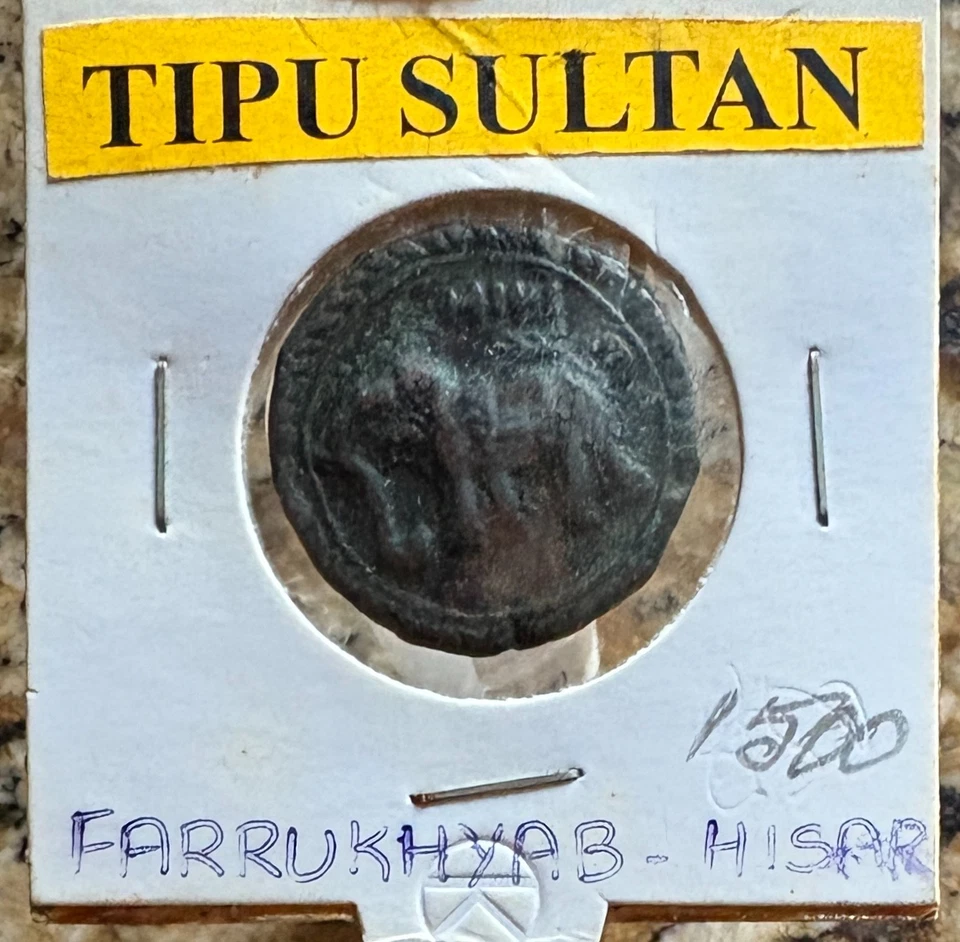 TIPU SULTAN
1500
FARRUKHYAB - HISAR